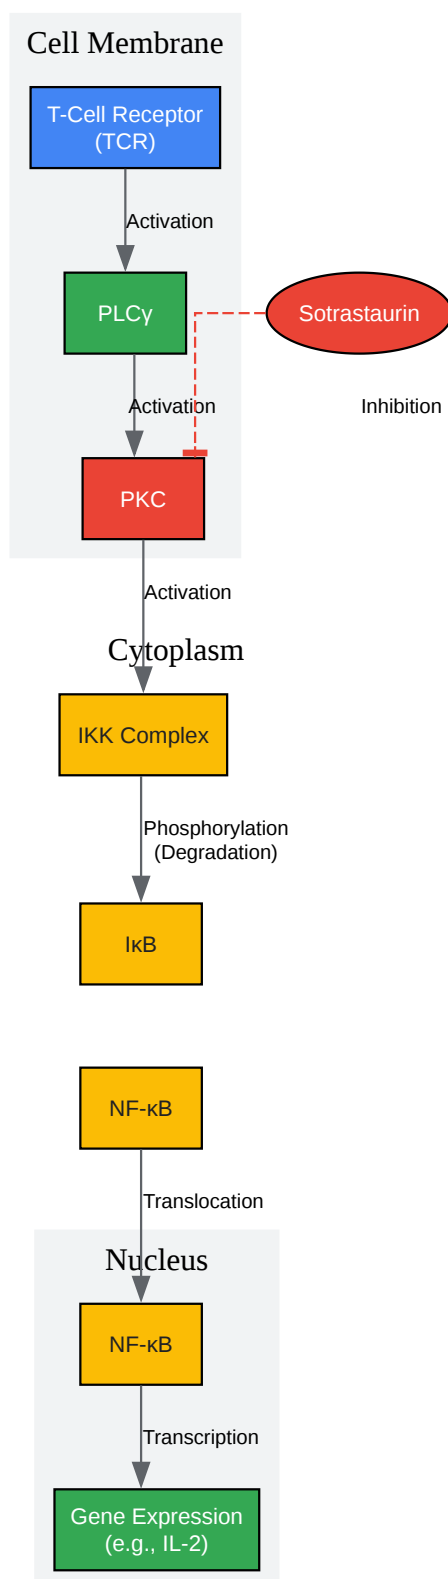 Cell Membrane
T-Cell Receptor
(TCR)
Activation
PLCγ
Sotrastaurin
Activation
Inhibition
PKC
Activation
Cytoplasm
IKK Complex
Phosphorylation
(Degradation)
IκB
NF-κB
Translocation
Nucleus
NF-κB
Transcription
Gene Expression
(e.g., IL-2)